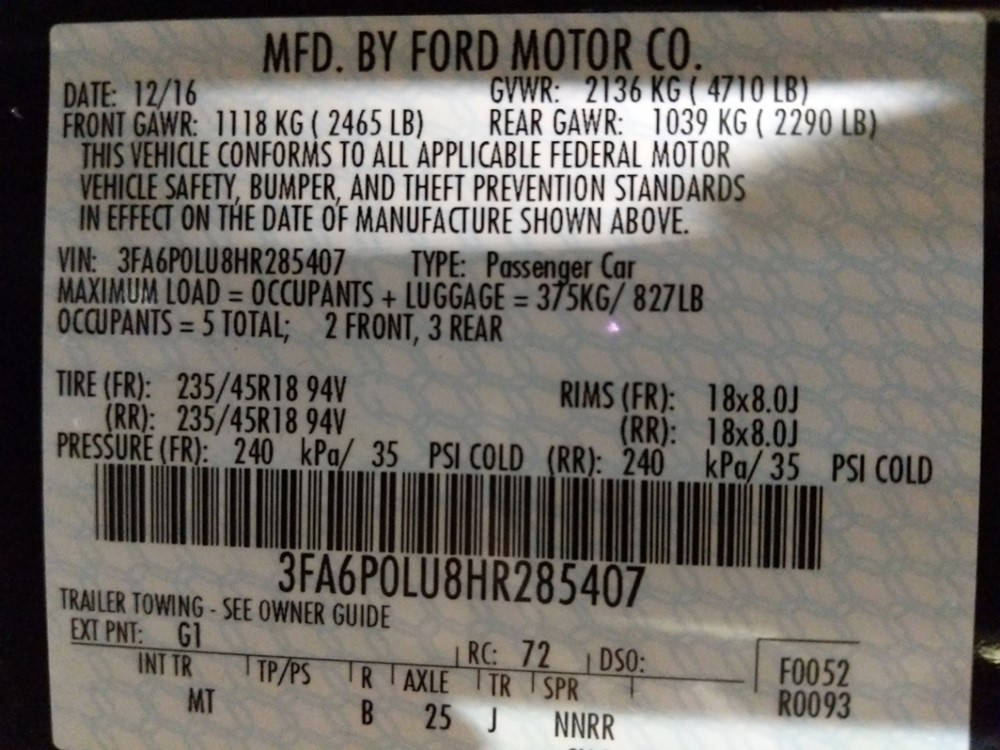 MFD. BY FORD MOTOR CO.
DATE: 12/16 GVWR: 2136 KG ( 4710 LB)
FRONT GAWR: 1118 KG ( 2465 LB) REAR GAWR: 1039 KG ( 2290 LB)
THIS VEHICLE CONFORMS TO ALL APPLICABLE FEDERAL MOTOR
VEHICLE SAFETY, BUMPER, AND THEFT PREVENTION STANDARDS
IN EFFECT ON THE DATE OF MANUFACTURE SHOWN ABOVE.
VIN: 3FA6P0LU8HR285407 TYPE: Passenger Car
MAXIMUM LOAD = OCCUPANTS + LUGGAGE = 375KG/ 827LB
OCCUPANTS = 5 TOTAL; 2 FRONT, 3 REAR
TIRE (FR): 235/45R18 94V RIMS (FR): 18x8.0J
(RR): 235/45R18 94V (RR): 18x8.0J
PRESSURE (FR): 240 kPa/ 35 PSI COLD (RR): 240 kPa/ 35 PSI COLD
3FA6P0LU8HR285407
TRAILER TOWING - SEE OWNER GUIDE
EXT PNT: G1 RC: 72 DSO:
INT TR TP/PS R AXLE TR SPR F0052
MT B 25 J NNRR R0093